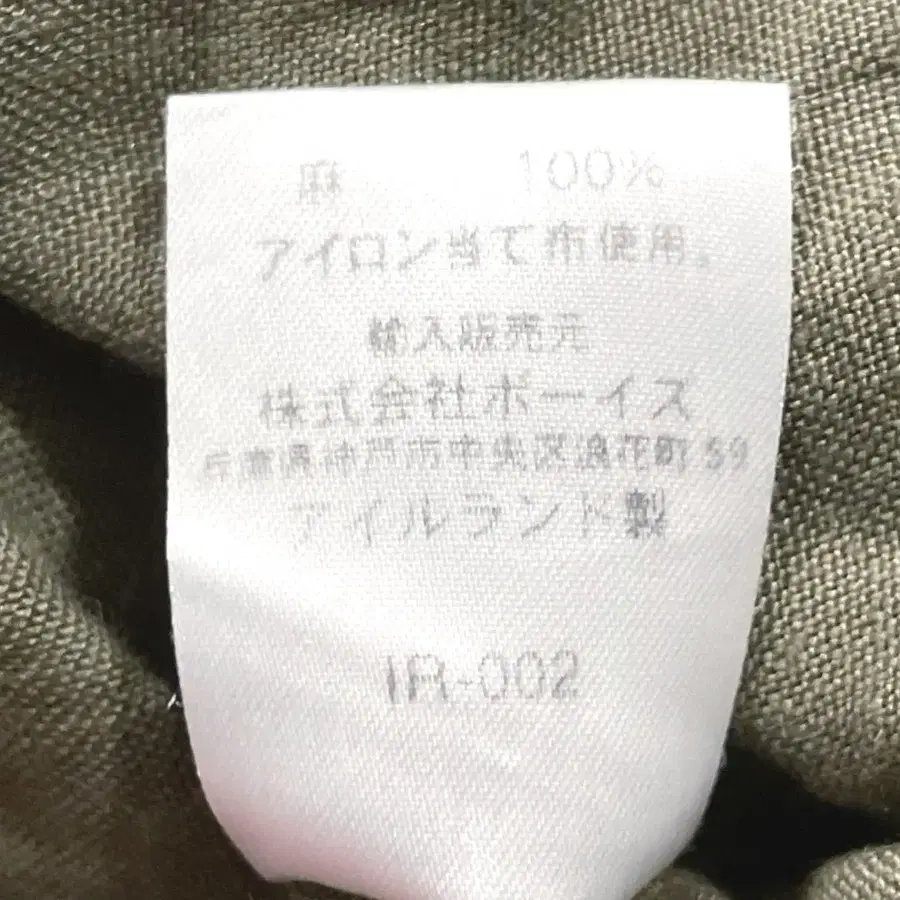 麻 100%
アイロン当て布使用。
輸入販売元
株式会社ボーイズ
兵庫県神戸市中央区浪花町59
アイルランド製
IR-002